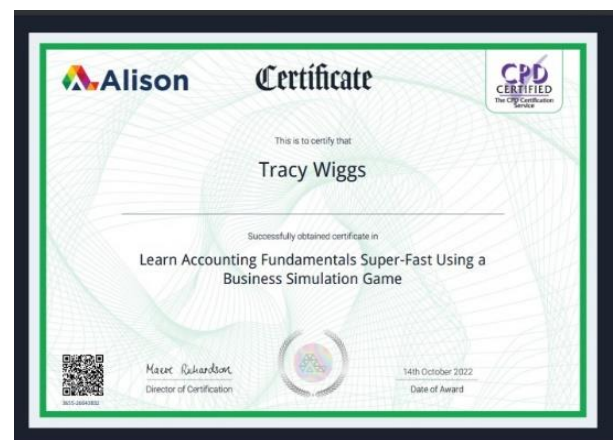 Alison
Certificate
CPD
CERTIFIED
The CPD Certification
Service
This is to certify that
Tracy Wiggs
Successfully obtained certificate in
Learn Accounting Fundamentals Super-Fast Using a
Business Simulation Game
Director of Certification
14th October 2022
Date of Award